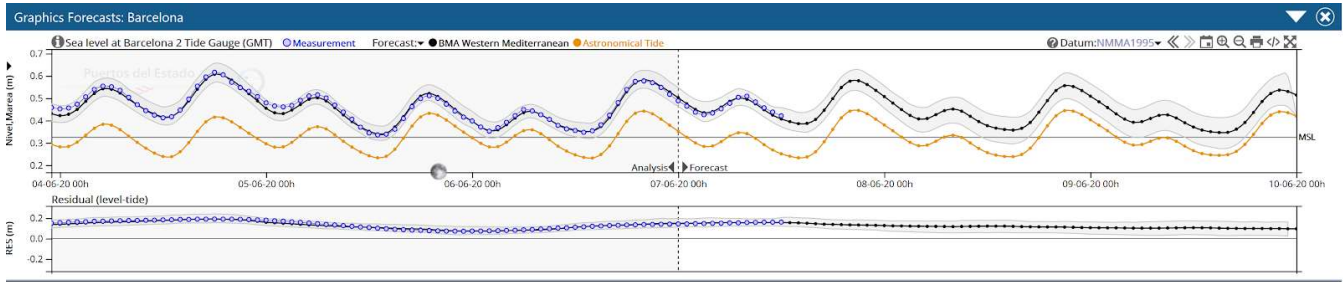 Graphics Forecasts: Barcelona
Sea level at Barcelona 2 Tide Gauge (GMT) Measurement Forecast: BMA Western Mediterranean Astronomical Tide Datum:NMMA1995
Puertos del Estado
Nivel,Marea (m)
0.7
0.6
0.5
0.4
0.3
0.2
MSL
Analysis Forecast
04-06-20 00h 05-06-20 00h 06-06-20 00h 07-06-20 00h 08-06-20 00h 09-06-20 00h 10-06-20 00h
Residual (level-tide)
RES (m)
0.2
0.0
-0.2